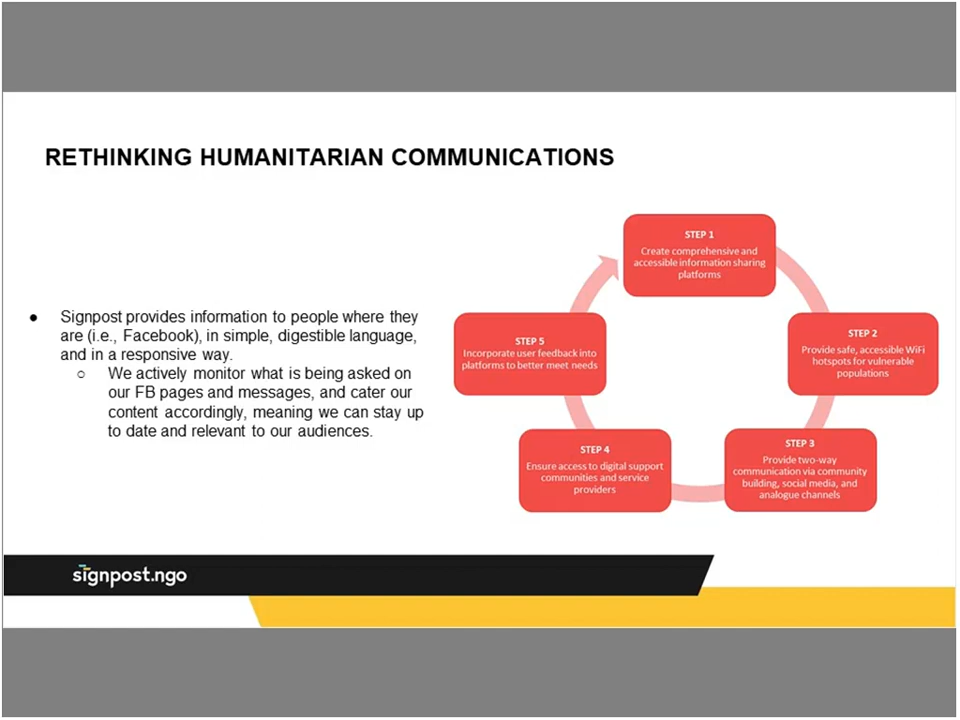 RETHINKING HUMANITARIAN COMMUNICATIONS
● Signpost provides information to people where they
are (i.e., Facebook), in simple, digestible language,
and in a responsive way.
○ We actively monitor what is being asked on
our FB pages and messages, and cater our
content accordingly, meaning we can stay up
to date and relevant to our audiences.
STEP 1
Create comprehensive and
accessible information sharing
platforms
STEP 2
Provide safe, accessible WiFi
hotspots for vulnerable
populations
STEP 3
Provide two-way
communication via community
building, social media, and
analogue channels
STEP 4
Ensure access to digital support
communities and service
providers
STEP 5
Incorporate user feedback into
platforms to better meet needs
signpost.ngo